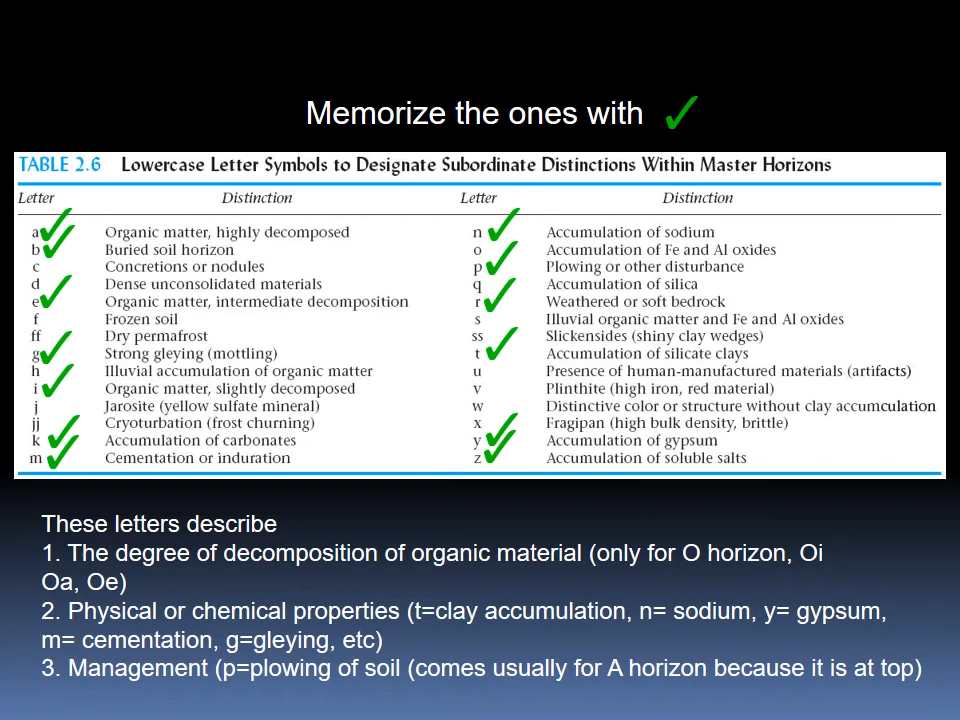 Memorize the ones with ✓
TABLE 2.6 Lowercase Letter Symbols to Designate Subordinate Distinctions Within Master Horizons
Letter Distinction Letter Distinction
a Organic matter, highly decomposed n Accumulation of sodium
b Buried soil horizon o Accumulation of Fe and Al oxides
c Concretions or nodules p Plowing or other disturbance
d Dense unconsolidated materials q Accumulation of silica
e Organic matter, intermediate decomposition r Weathered or soft bedrock
f Frozen soil s Illuvial organic matter and Fe and Al oxides
ff Dry permafrost ss Slickensides (shiny clay wedges)
g Strong gleying (mottling) t Accumulation of silicate clays
h Illuvial accumulation of organic matter u Presence of human-manufactured materials (artifacts)
i Organic matter, slightly decomposed v Plinthite (high iron, red material)
j Jarosite (yellow sulfate mineral) w Distinctive color or structure without clay accumculation
jj Cryoturbation (frost churning) x Fragipan (high bulk density, brittle)
k Accumulation of carbonates y Accumulation of gypsum
m Cementation or induration z Accumulation of soluble salts
These letters describe
1. The degree of decomposition of organic material (only for O horizon, Oi
Oa, Oe)
2. Physical or chemical properties (t=clay accumulation, n= sodium, y= gypsum,
m= cementation, g=gleying, etc)
3. Management (p=plowing of soil (comes usually for A horizon because it is at top)